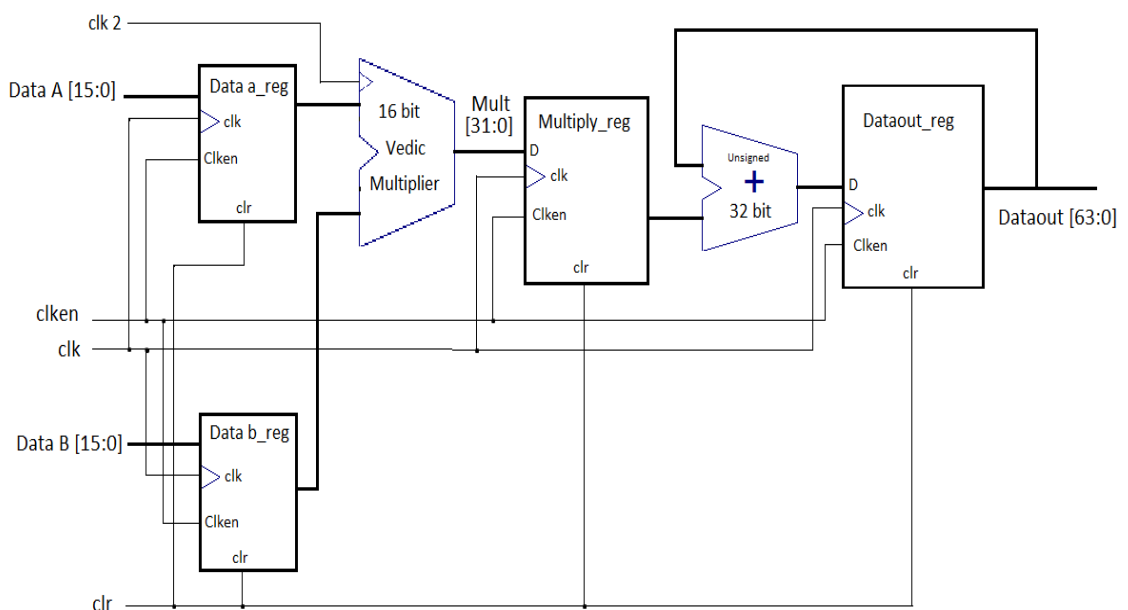 clk 2
Data A [15:0]
Data a_reg
clk
Clken
clr
16 bit
Vedic
Multiplier
Mult
[31:0]
Multiply_reg
D
clk
Clken
clr
Unsigned
+
32 bit
Dataout_reg
D
clk
Clken
clr
Dataout [63:0]
clken
clk
Data B [15:0]
Data b_reg
clk
Clken
clr
clr